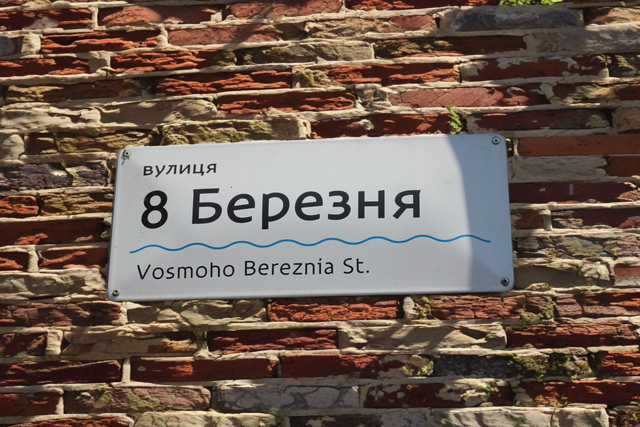 вулиця
8 Березня
Vosmoho Bereznia St.